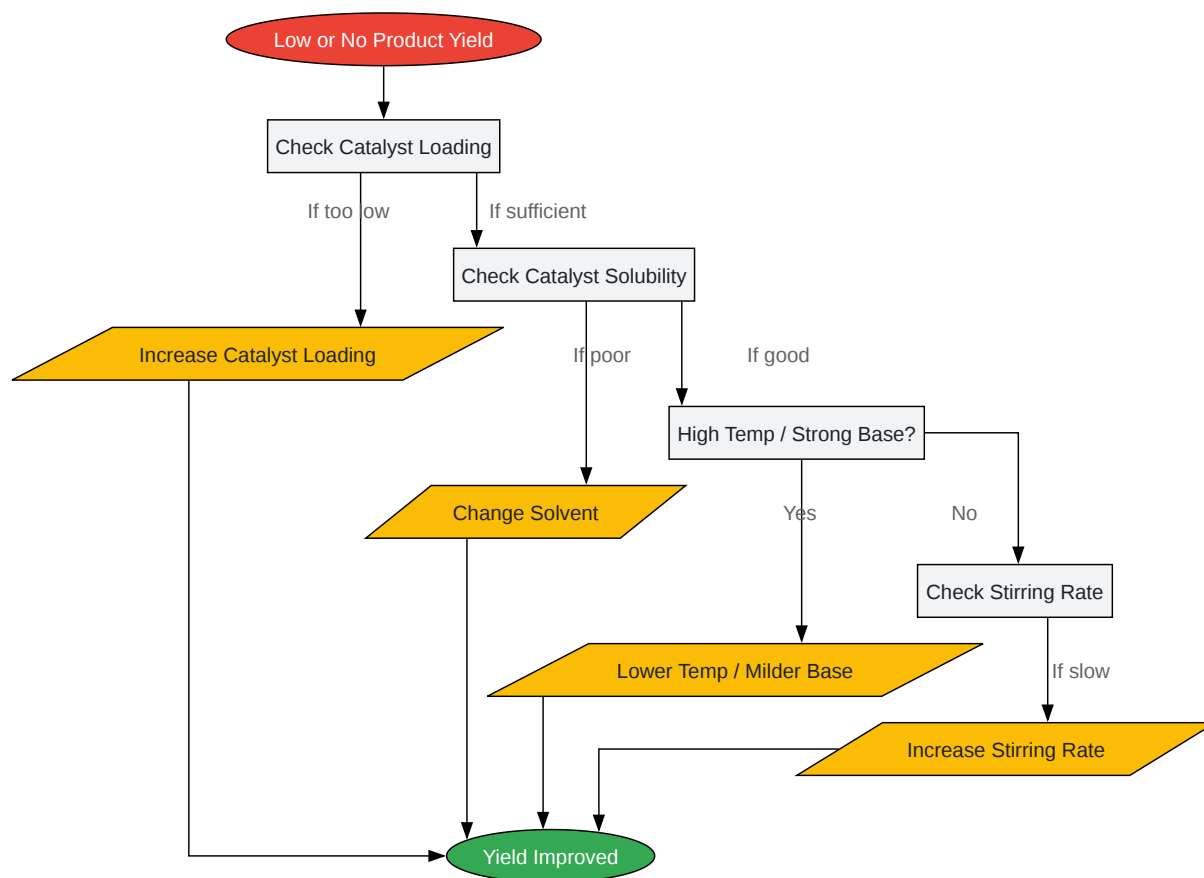 Low or No Product Yield
Check Catalyst Loading
If too low
If sufficient
Check Catalyst Solubility
Increase Catalyst Loading
If poor
If good
High Temp / Strong Base?
Change Solvent
Yes
No
Check Stirring Rate
Lower Temp / Milder Base
If slow
Increase Stirring Rate
Yield Improved